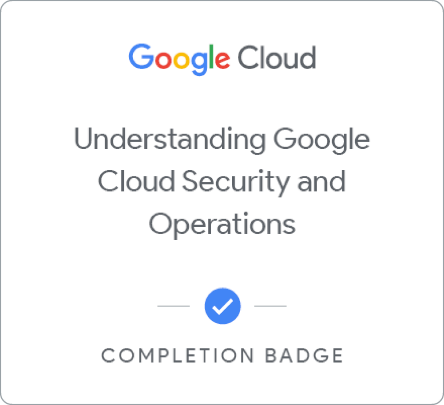 Google Cloud
Understanding Google
Cloud Security and
Operations
COMPLETION BADGE